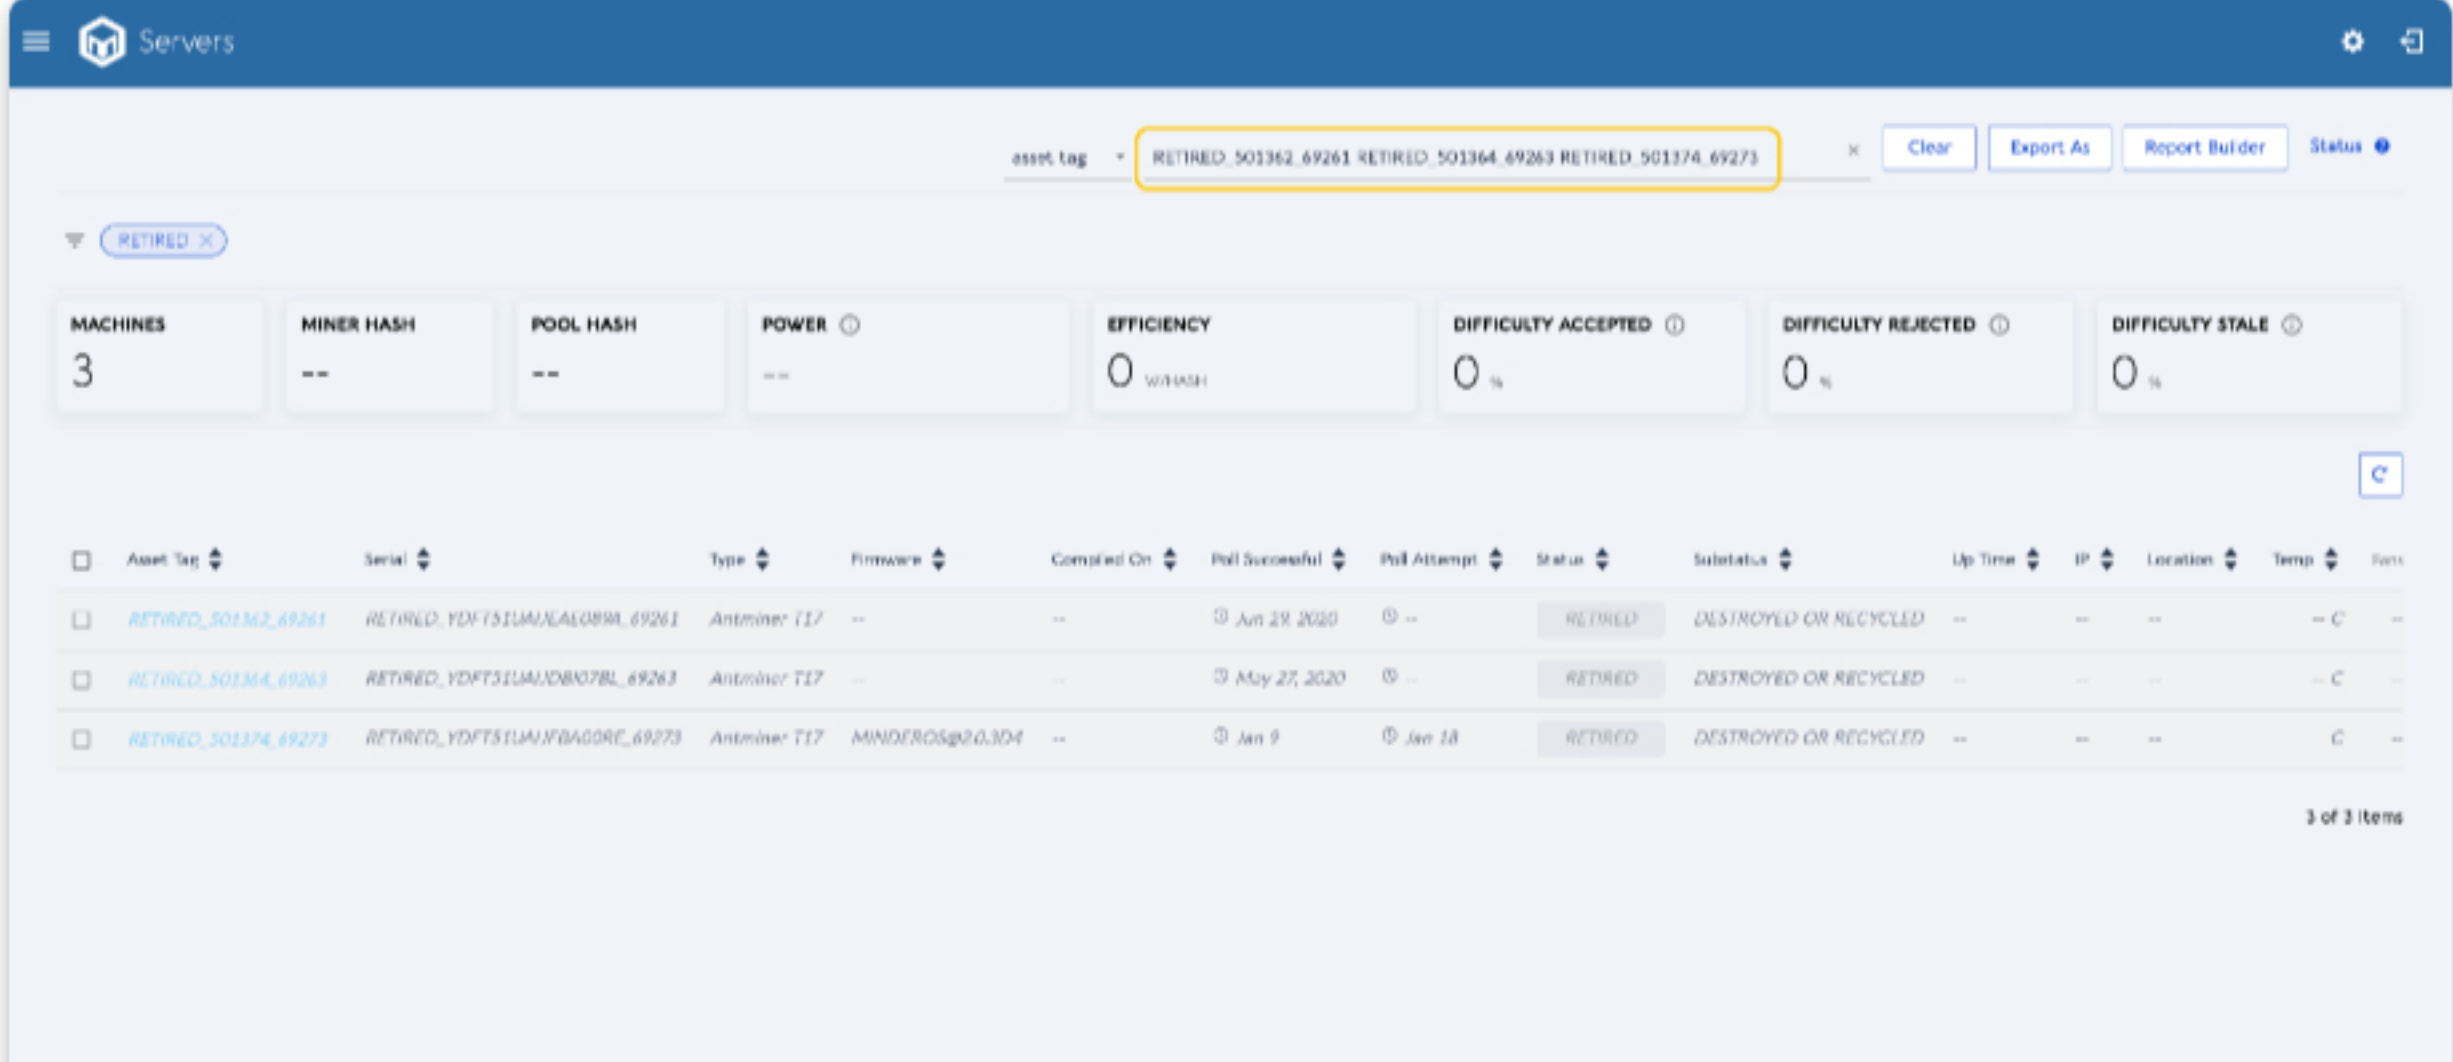 Servers
asset tag RETIRED_501362_69261 RETIRED_501364_69263 RETIRED_501374_69273 × Clear Export As Report Builder Status
RETIRED ×
MACHINES MINER HASH POOL HASH POWER EFFICIENCY DIFFICULTY ACCEPTED DIFFICULTY REJECTED DIFFICULTY STALE
3 -- -- -- 0 W/HASH 0 % 0 % 0 %
Asset Tag Serial Type Firmware Compiled On Poll Successful Poll Attempt Status Substatus Up Time IP Location Temp Fans
RETIRED_501362_69261 Antminer T17 -- -- Jun 29, 2020 -- RETIRED DESTROYED OR RECYCLED -- -- -- -- C --
RETIRED_501364_69263 Antminer T17 -- -- May 27, 2020 -- RETIRED DESTROYED OR RECYCLED -- -- -- -- C --
RETIRED_501374_69273 Antminer T17 -- Jan 9 Jan 18 RETIRED DESTROYED OR RECYCLED -- -- -- C --
3 of 3 Items